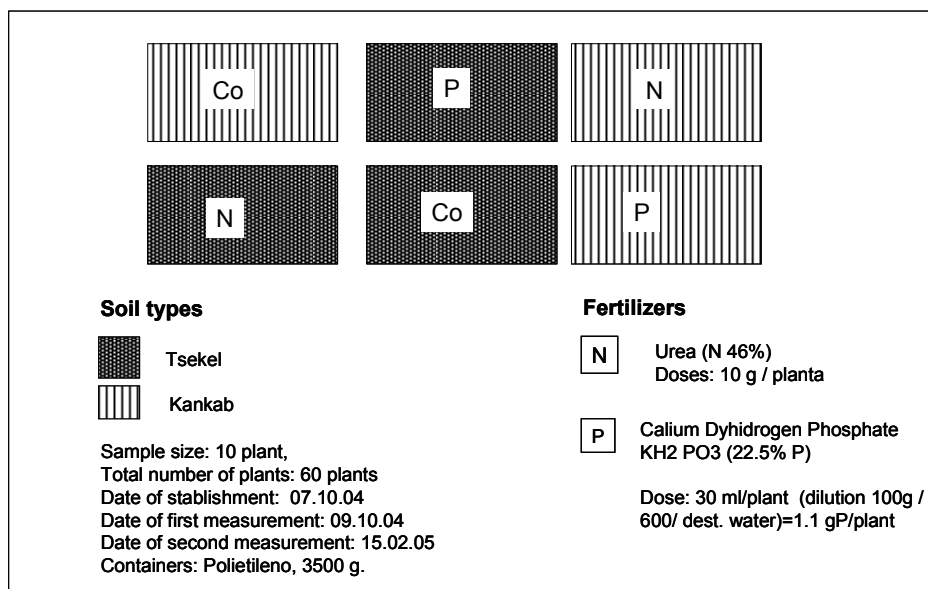 Co
P
N
N
Co
P
Soil types
Tsekel
Kankab
Sample size: 10 plant,
Total number of plants: 60 plants
Date of stablishment: 07.10.04
Date of first measurement: 09.10.04
Date of second measurement: 15.02.05
Containers: Polietileno, 3500 g.
Fertilizers
N
Urea (N 46%)
Doses: 10 g / planta
P
Calium Dyhidrogen Phosphate
KH2 PO3 (22.5% P)
Dose: 30 ml/plant (dilution 100g /
600/ dest. water)=1.1 gP/plant